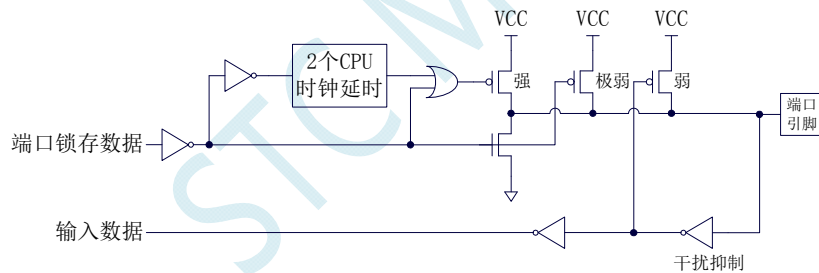 VCC VCC VCC
2个CPU
时钟延时
强 极弱 弱
端口
引脚
端口锁存数据
输入数据
干扰抑制
STCM